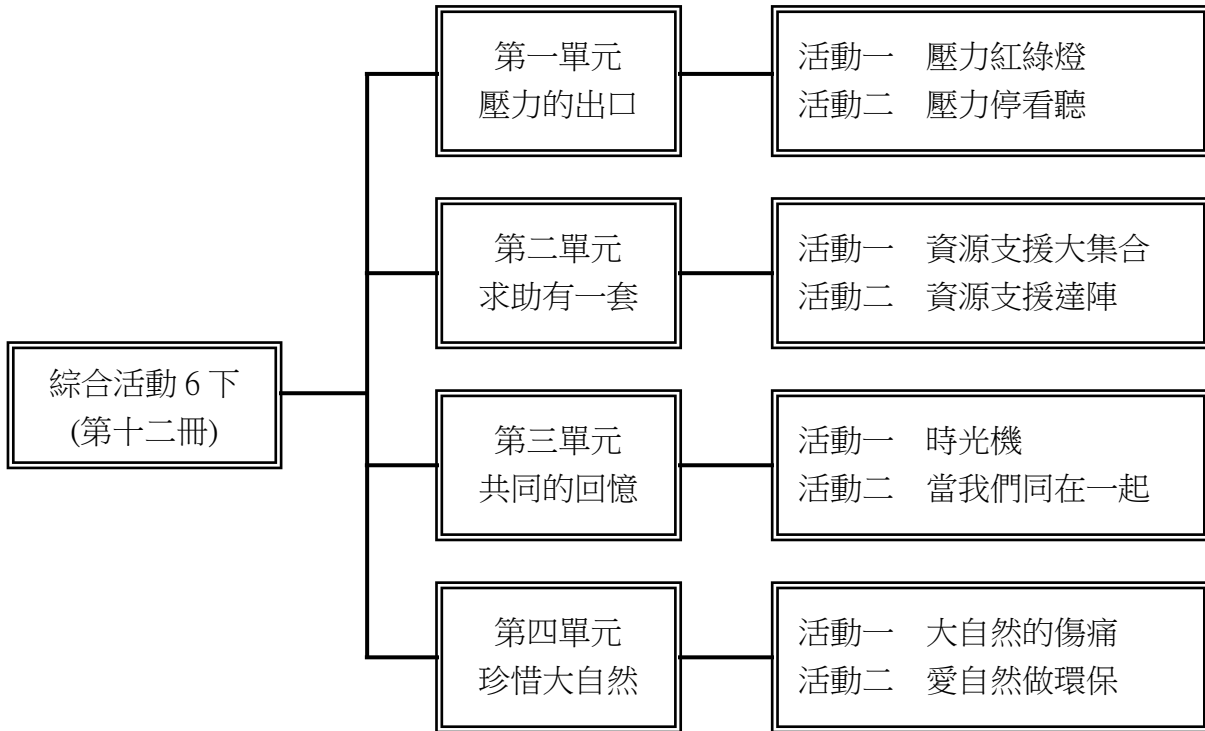 綜合活動 6 下
(第十二冊)
第一單元
壓力的出口
活動一　壓力紅綠燈
活動二　壓力停看聽
第二單元
求助有一套
活動一　資源支援大集合
活動二　資源支援達陣
第三單元
共同的回憶
活動一　時光機
活動二　當我們同在一起
第四單元
珍惜大自然
活動一　大自然的傷痛
活動二　愛自然做環保